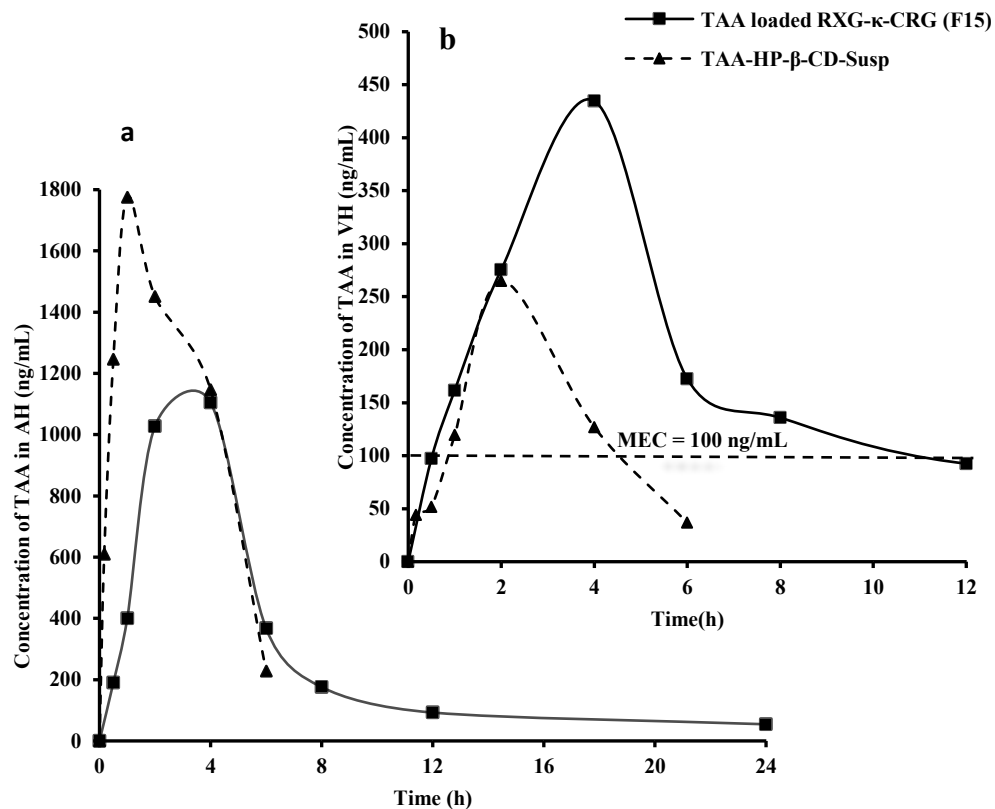 TAA loaded RXG-κ-CRG (F15)
TAA-HP-β-CD-Susp
b
500
450
400
350
300
250
200
150
100
50
0
Concentration of TAA in VH (ng/mL)
MEC = 100 ng/mL
0 2 4 6 8 10 12
Time(h)
a
1800
1600
1400
1200
1000
800
600
400
200
0
Concentration of TAA in AH (ng/mL)
0 4 8 12 16 20 24
Time (h)